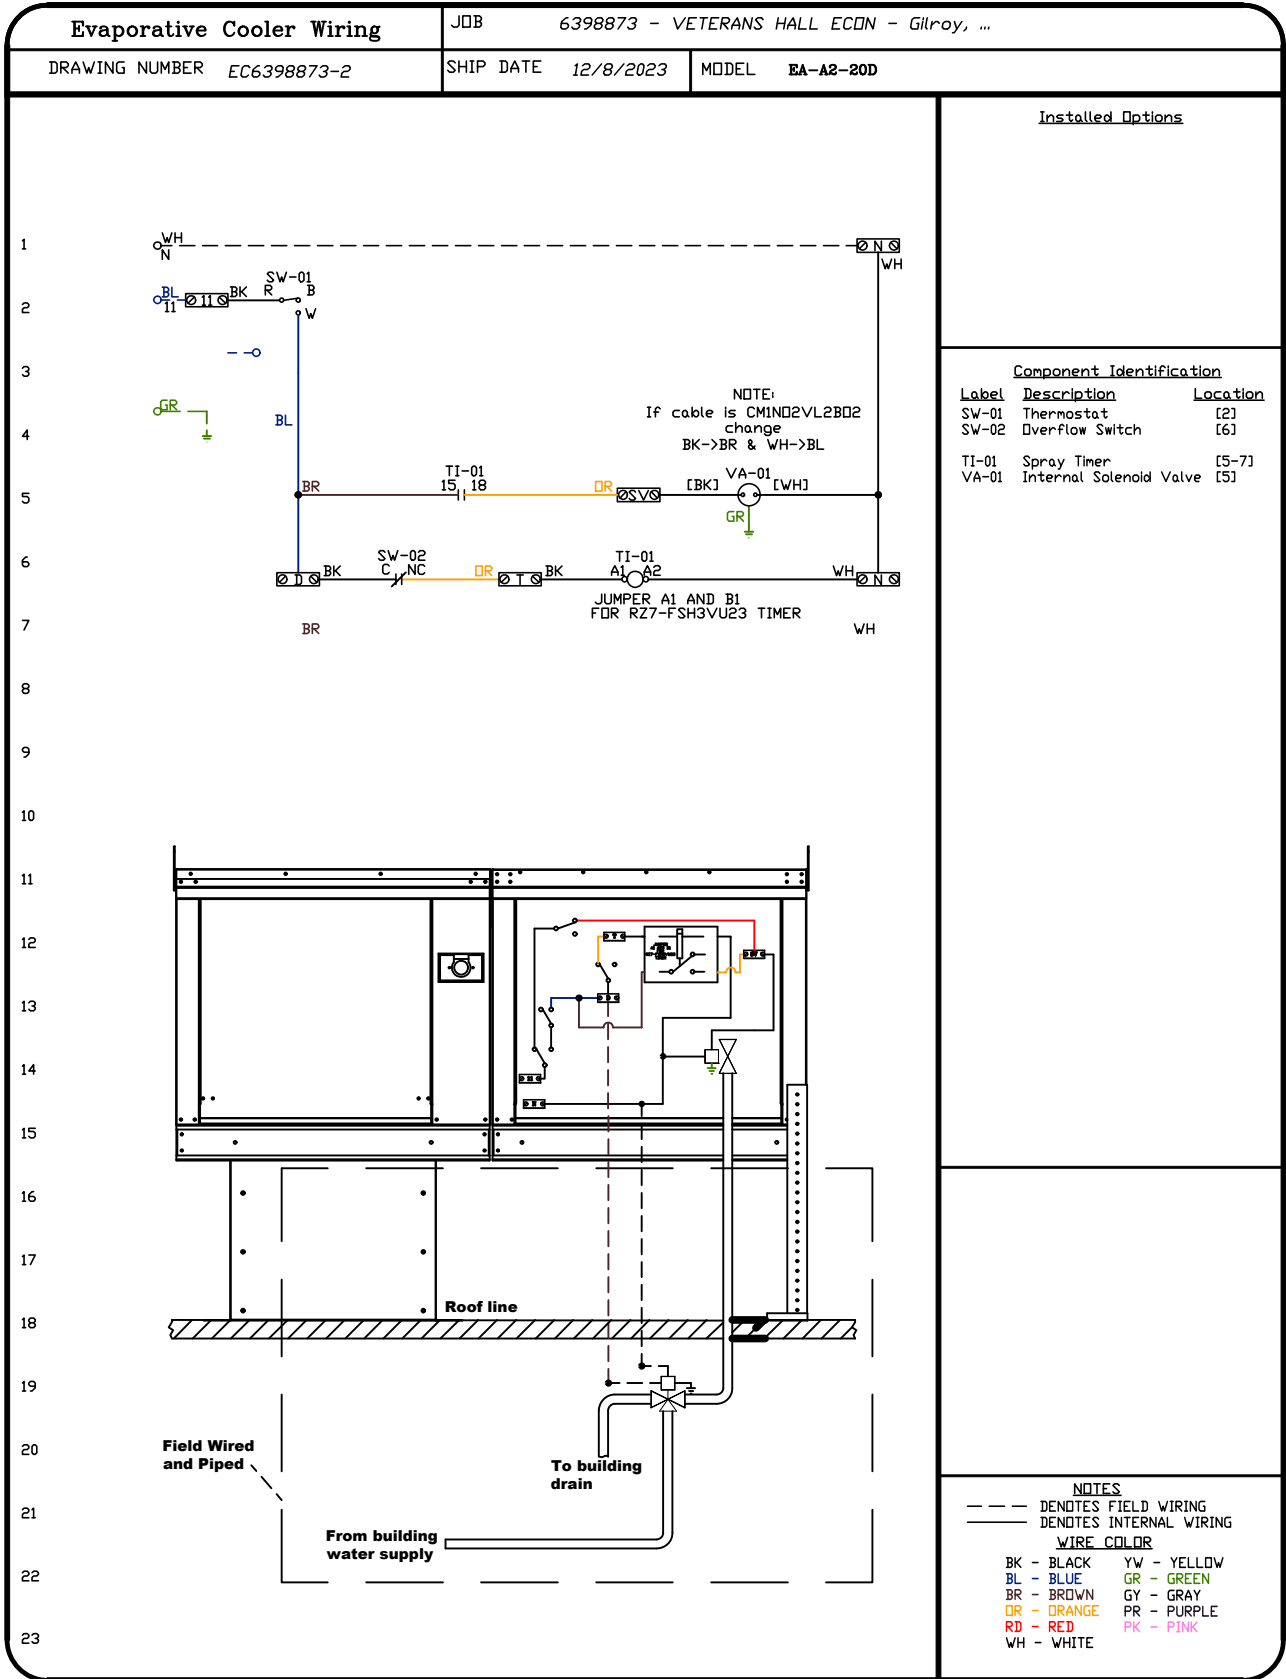 Evaporative Cooler Wiring
JOB 6398873 - VETERANS HALL ECON - Gilroy, ...
DRAWING NUMBER EC6398873-2
SHIP DATE 12/8/2023
MODEL EA-A2-20D
Installed Options
1
WH
N
N
WH
SW-01
BL
11
11
BK
R
B
W
2
3
Component Identification
Label Description Location
SW-01 Thermostat [2]
SW-02 Overflow Switch [6]
TI-01 Spray Timer [5-7]
VA-01 Internal Solenoid Valve [5]
GR
BL
4
NOTE:
If cable is CM1ND2VL2B02
change
BK->BR & WH->BL
5
BR
TI-01
15 18
OR
SV
[BK]
VA-01
[WH]
GR
6
D
BK
SW-02
C NC
OR
T
BK
TI-01
A1 A2
WH
N
JUMPER A1 AND B1
FOR RZ7-FSH3VU23 TIMER
7
BR
WH
8
9
10
11
12
13
14
15
16
17
Roof line
18
19
20
Field Wired
and Piped
To building
drain
21
From building
water supply
22
23
NOTES
DENOTES FIELD WIRING
DENOTES INTERNAL WIRING
WIRE COLOR
BK - BLACK YW - YELLOW
BL - BLUE GR - GREEN
BR - BROWN GY - GRAY
OR - ORANGE PR - PURPLE
RD - RED PK - PINK
WH - WHITE